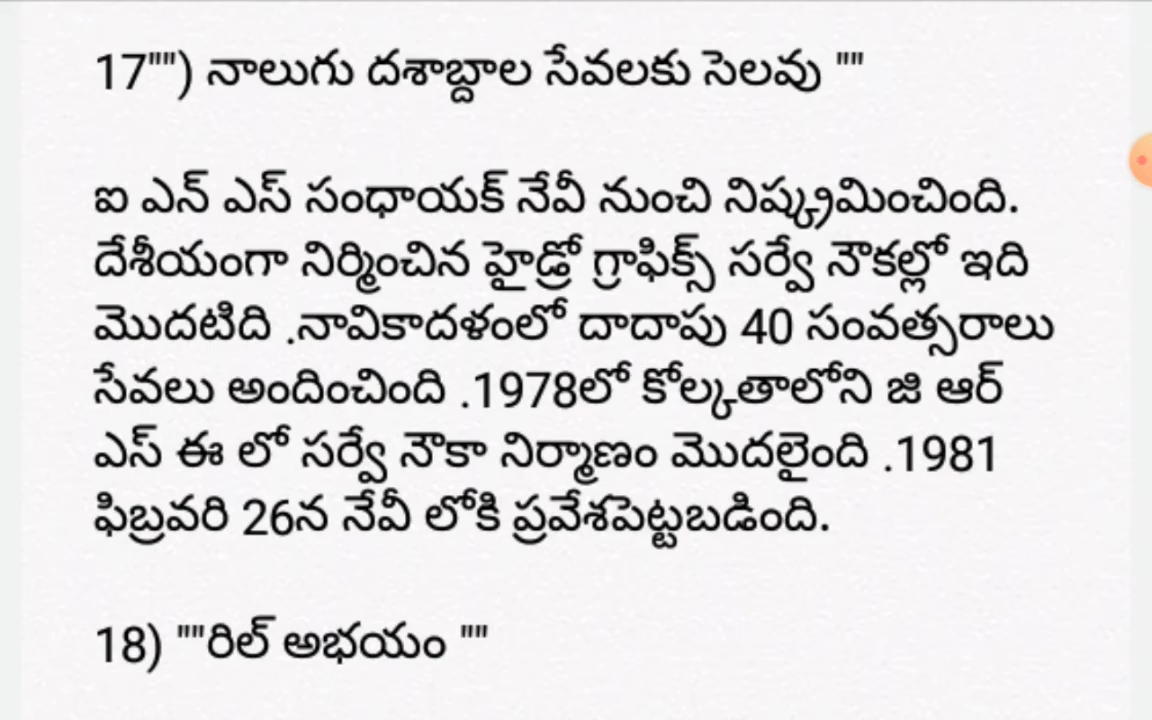 17"") నాలుగు దశాబ్దాల సేవలకు సెలవు ""
ఐ ఎన్ ఎస్ సంధాయక్ నేవీ నుంచి నిష్క్రమించింది.
దేశీయంగా నిర్మించిన హైడ్రో గ్రాఫిక్స్ సర్వే నౌకల్లో ఇది
మొదటిది .నావికాదళంలో దాదాపు 40 సంవత్సరాలు
సేవలు అందించింది .1978లో కోల్కతాలోని జి ఆర్
ఎస్ ఈ లో సర్వే నౌకా నిర్మాణం మొదలైంది .1981
ఫిబ్రవరి 26న నేవీ లోకి ప్రవేశపెట్టబడింది.
18) ""రిల్ అభయం ""